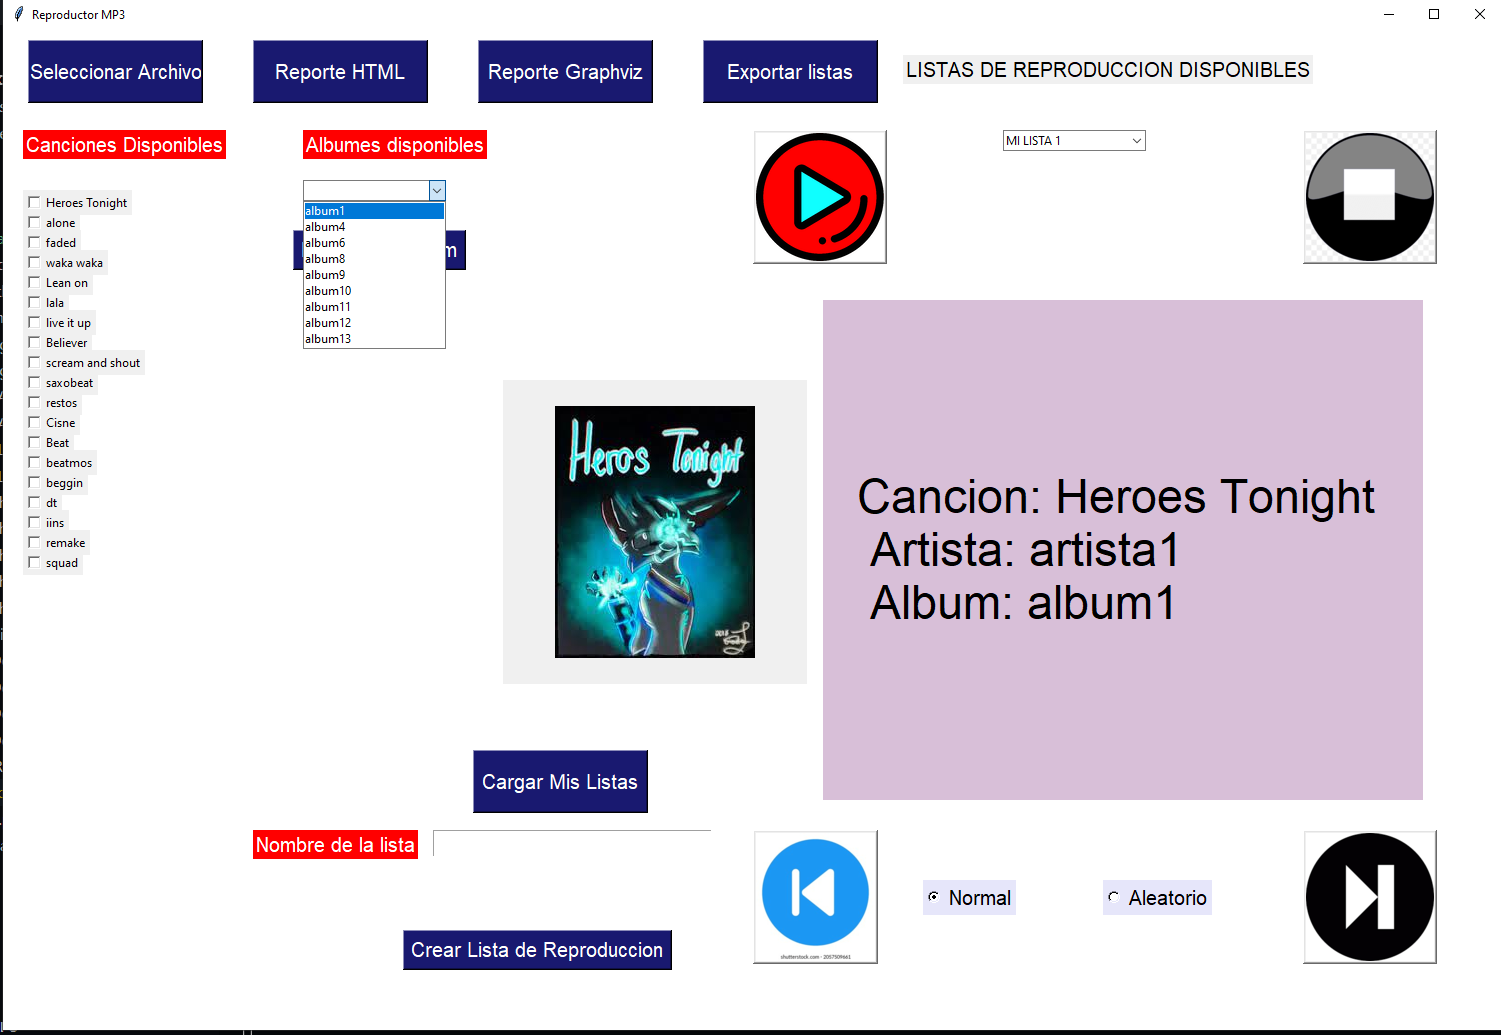 Reproductor MP3
Seleccionar Archivo
Reporte HTML
Reporte Graphviz
Exportar listas
LISTAS DE REPRODUCCION DISPONIBLES
Canciones Disponibles
Albumes disponibles
MI LISTA 1
album1
album4
album6
album8
album9
album10
album11
album12
album13
Heroes Tonight
alone
faded
waka waka
Lean on
lala
live it up
Believer
scream and shout
saxobeat
restos
Cisne
Beat
beatmos
beggin
dt
iins
remake
squad
Heros Tonight
Cancion: Heroes Tonight
Artista: artista1
Album: album1
Cargar Mis Listas
Nombre de la lista
Crear Lista de Reproduccion
shutterstock.com · 2057509661
Normal
Aleatorio